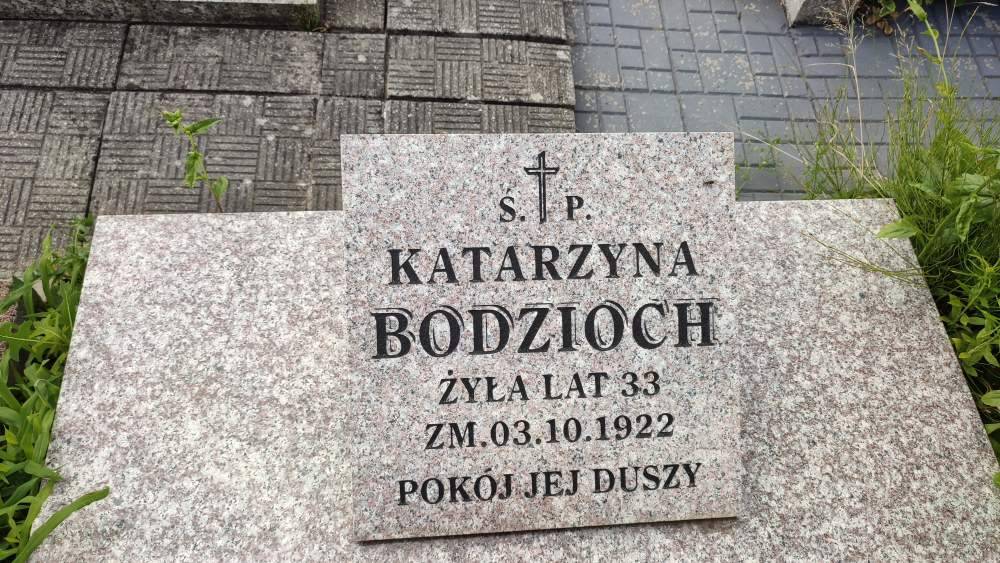 Ś. P.
KATARZYNA
BODZIOCH
ŻYŁA LAT 33
ZM.03.10.1922
POKÓJ JEJ DUSZY